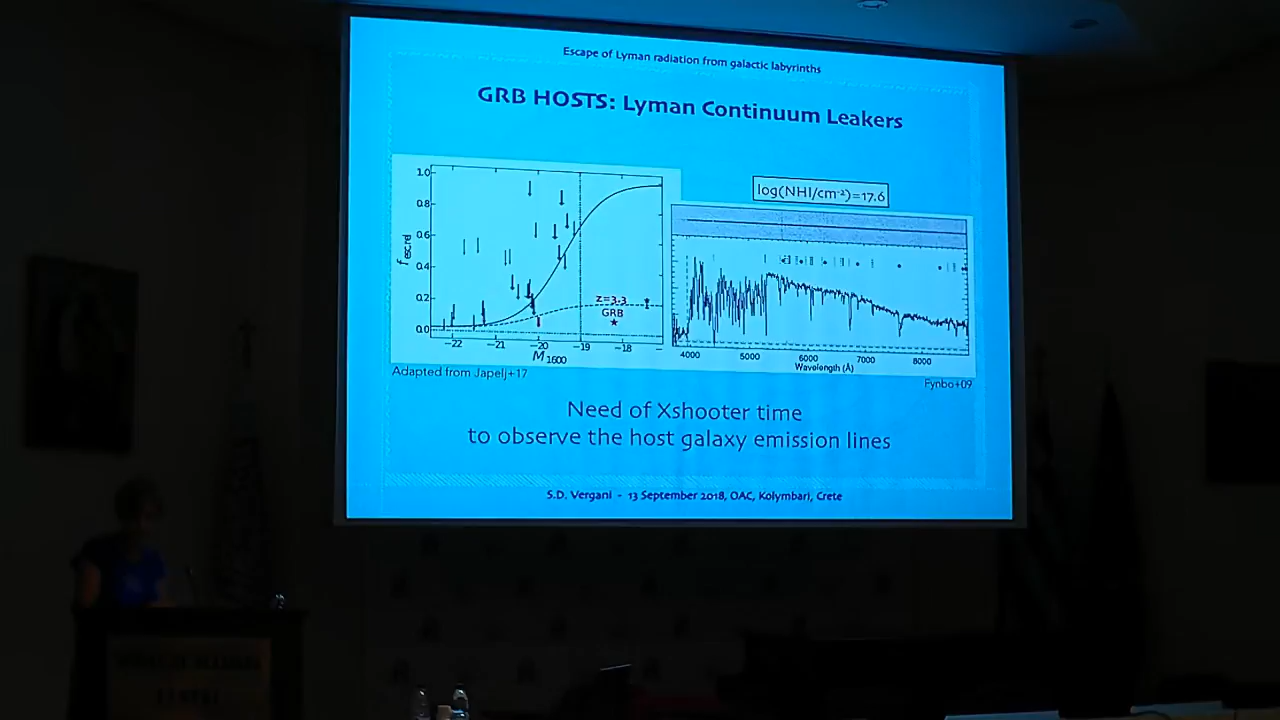 Escape of Lyman radiation from galactic labyrinths
GRB HOSTS: Lyman Continuum Leakers
log(NHI/cm⁻²)=17.6
1.0
0.8
0.6
0.4
0.2
0.0
f esc,rel
z=3.3
GRB
−22 −21 −20 −19 −18
M1600
4000 5000 6000 7000 8000
Wavelength (Å)
Adapted from Japelj+17
Fynbo+09
Need of Xshooter time
to observe the host galaxy emission lines
S.D. Vergani - 13 September 2018, OAC, Kolymbari, Crete